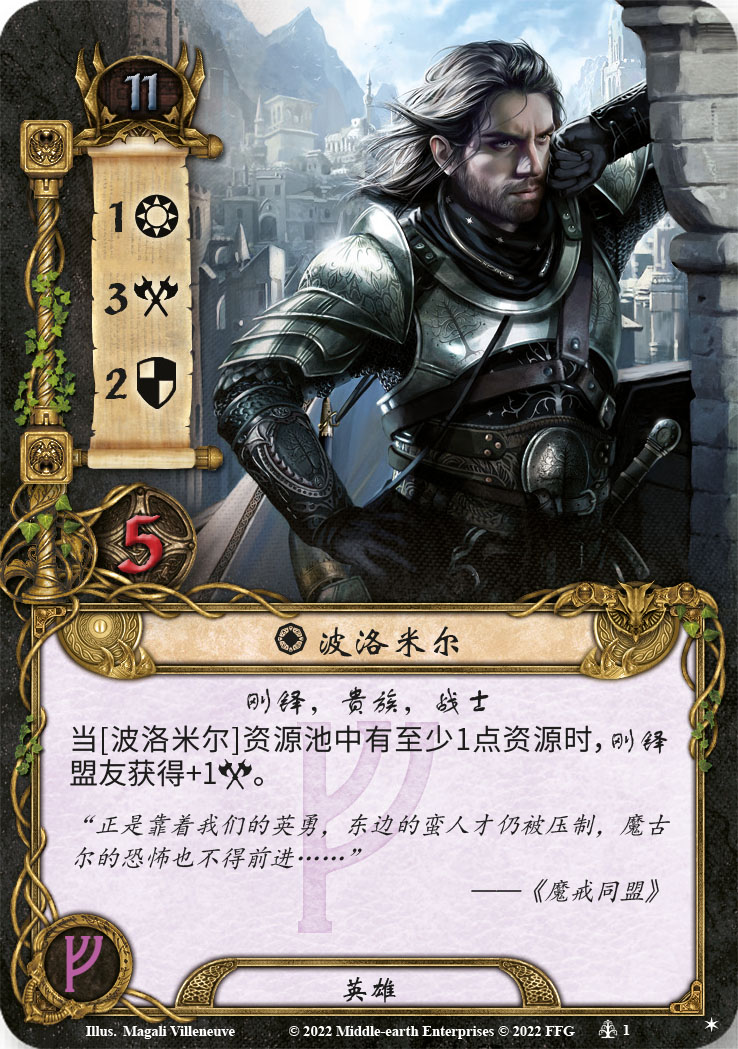 11
1
3
2
5
波洛米尔
刚铎，贵族，战士
当[波洛米尔]资源池中有至少1点资源时，刚铎
盟友获得+1。
“正是靠着我们的英勇，东边的蛮人才仍被压制，魔古
尔的恐怖也不得前进……”
——《魔戒同盟》
英雄
Illus. Magali Villeneuve © 2022 Middle-earth Enterprises © 2022 FFG 1